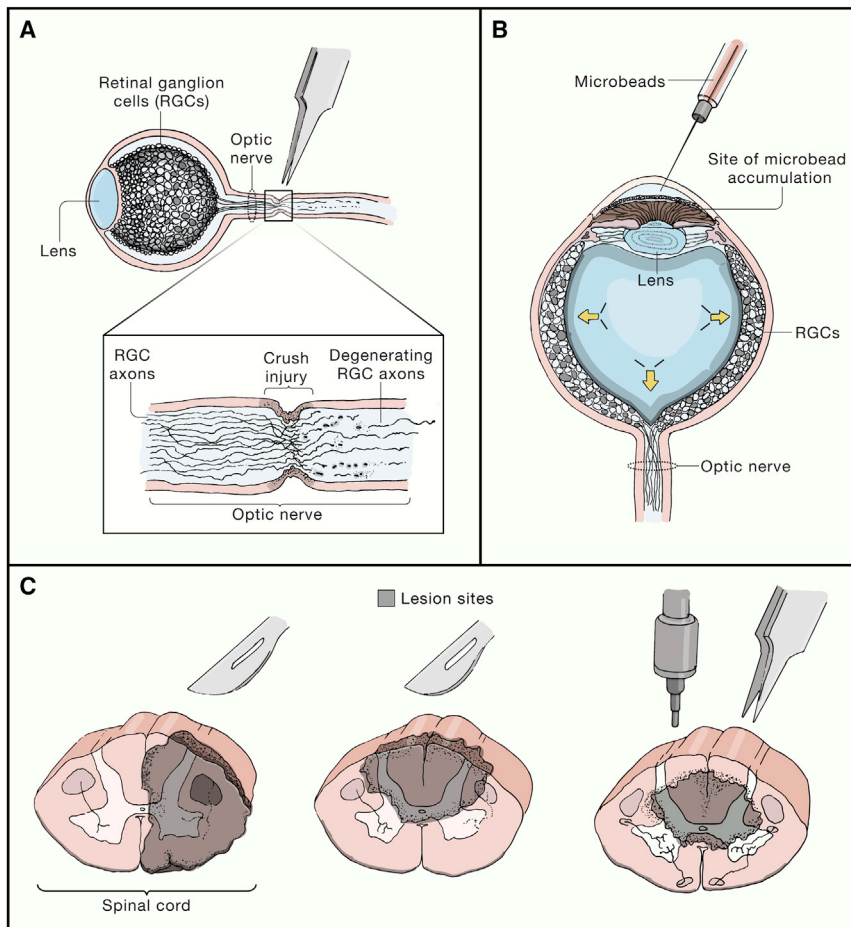 A
Retinal ganglion
cells (RGCs)
Optic
nerve
Lens
RGC
axons
Crush
injury
Degenerating
RGC axons
Optic nerve
B
Microbeads
Site of microbead
accumulation
Lens
RGCs
Optic nerve
C
Lesion sites
Spinal cord